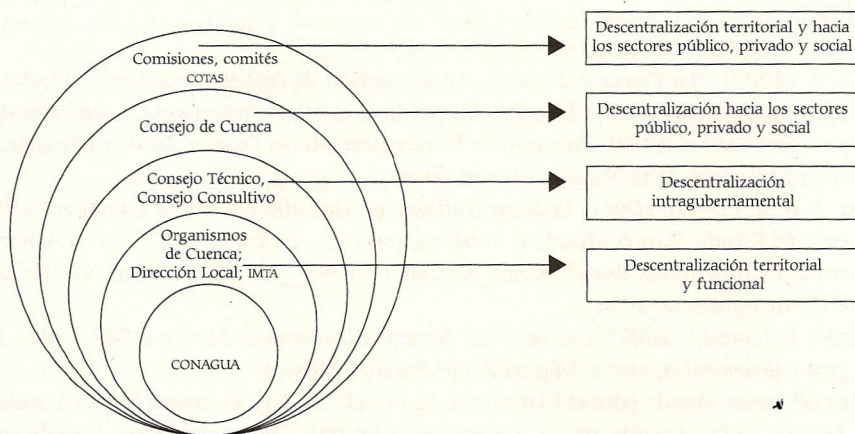 Comisiones, comités
COTAS
Descentralización territorial y hacia
los sectores público, privado y social
Consejo de Cuenca
Descentralización hacia los sectores
público, privado y social
Consejo Técnico,
Consejo Consultivo
Descentralización
intragubernamental
Organismos
de Cuenca;
Dirección Local; IMTA
Descentralización territorial
y funcional
CONAGUA